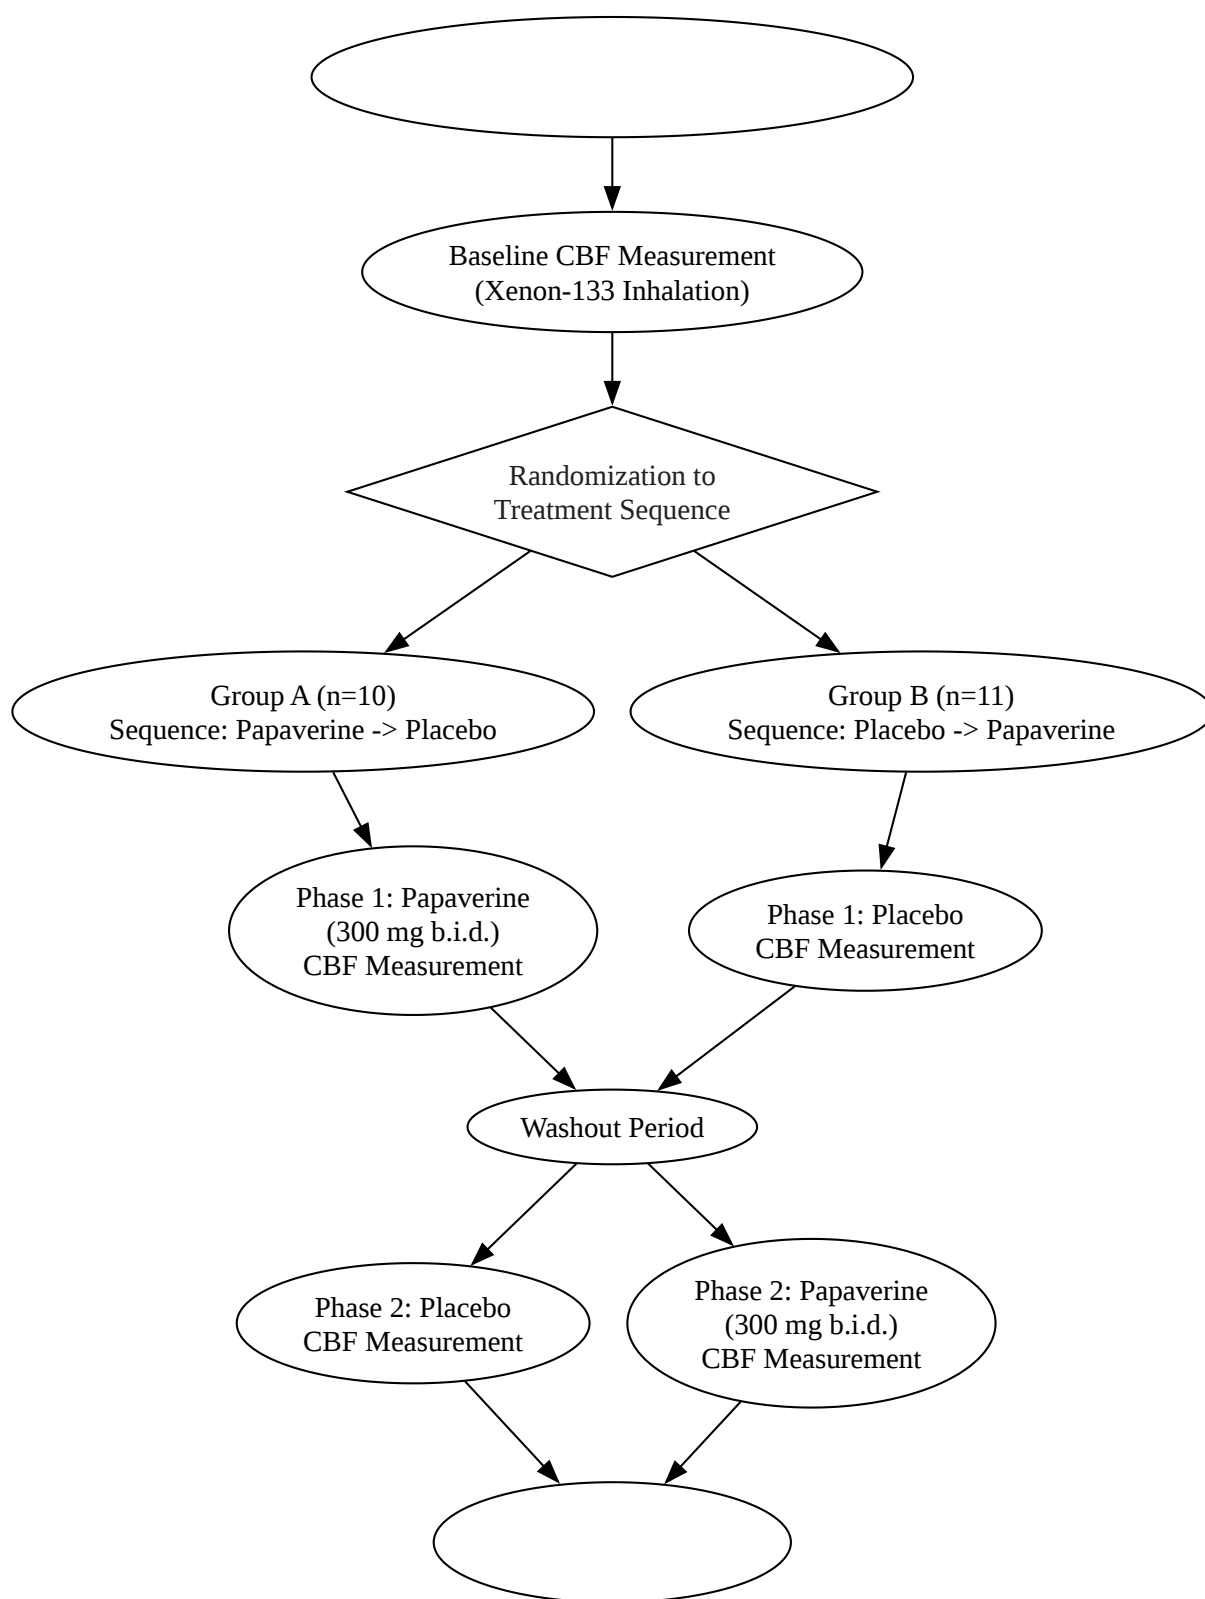 Baseline CBF Measurement
(Xenon-133 Inhalation)
Randomization to
Treatment Sequence
Group A (n=10)
Sequence: Papaverine -> Placebo
Group B (n=11)
Sequence: Placebo -> Papaverine
Phase 1: Papaverine
(300 mg b.i.d.)
CBF Measurement
Phase 1: Placebo
CBF Measurement
Washout Period
Phase 2: Placebo
CBF Measurement
Phase 2: Papaverine
(300 mg b.i.d.)
CBF Measurement